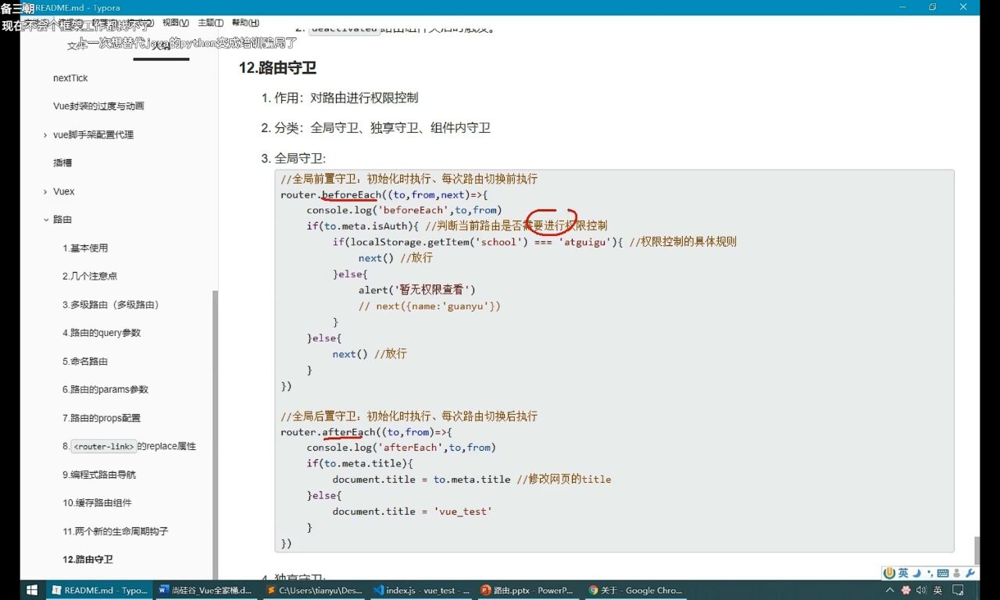 备三朝
README.md - Typora
现在不会个框架工作都找不了
视图(V) 主题(T) 帮助(H)
上一次想替代java的python变成培训骗局了
nextTick
Vue封装的过度与动画
vue脚手架配置代理
插槽
Vuex
路由
1.基本使用
2.几个注意点
3.多级路由（多级路由）
4.路由的query参数
5.命名路由
6.路由的params参数
7.路由的props配置
8.<router-link>的replace属性
9.编程式路由导航
10.缓存路由组件
11.两个新的生命周期钩子
12.路由守卫
2. deactivated路由组件失活时触发。
12.路由守卫
1. 作用：对路由进行权限控制
2. 分类：全局守卫、独享守卫、组件内守卫
3. 全局守卫:
//全局前置守卫：初始化时执行、每次路由切换前执行
router.beforeEach((to,from,next)=>{
console.log('beforeEach',to,from)
if(to.meta.isAuth){ //判断当前路由是否需要进行权限控制
if(localStorage.getItem('school') === 'atguigu'){ //权限控制的具体规则
next() //放行
}else{
alert('暂无权限查看')
// next({name:'guanyu'})
}
}else{
next() //放行
}
})
//全局后置守卫：初始化时执行、每次路由切换后执行
router.afterEach((to,from)=>{
console.log('afterEach',to,from)
if(to.meta.title){
document.title = to.meta.title //修改网页的title
}else{
document.title = 'vue_test'
}
})
4. 独享守卫:
英
README.md - Typo...
尚硅谷_Vue全家桶.d...
C:\Users\tianyu\Des...
index.js - vue_test - ...
路由.pptx - PowerP...
关于 - Google Chro...
英